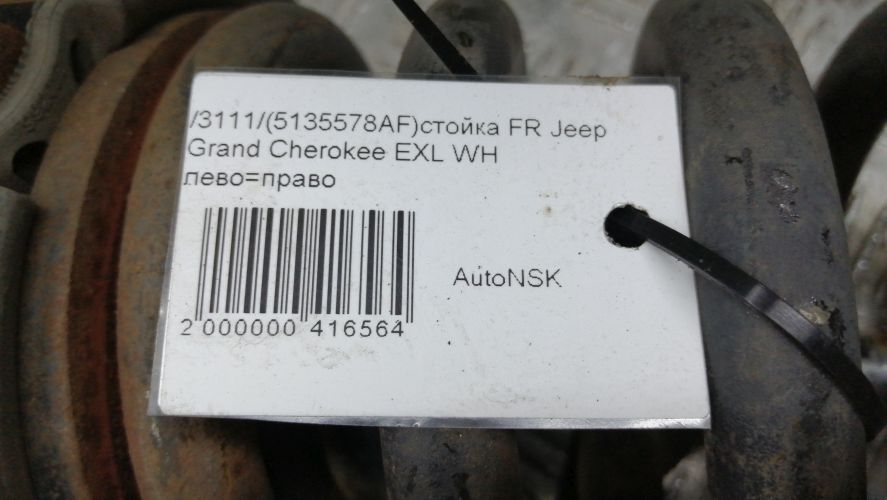 /3111/(5135578AF)стойка FR Jeep
Grand Cherokee EXL WH
лево=право
AutoNSK
2 000000 416564